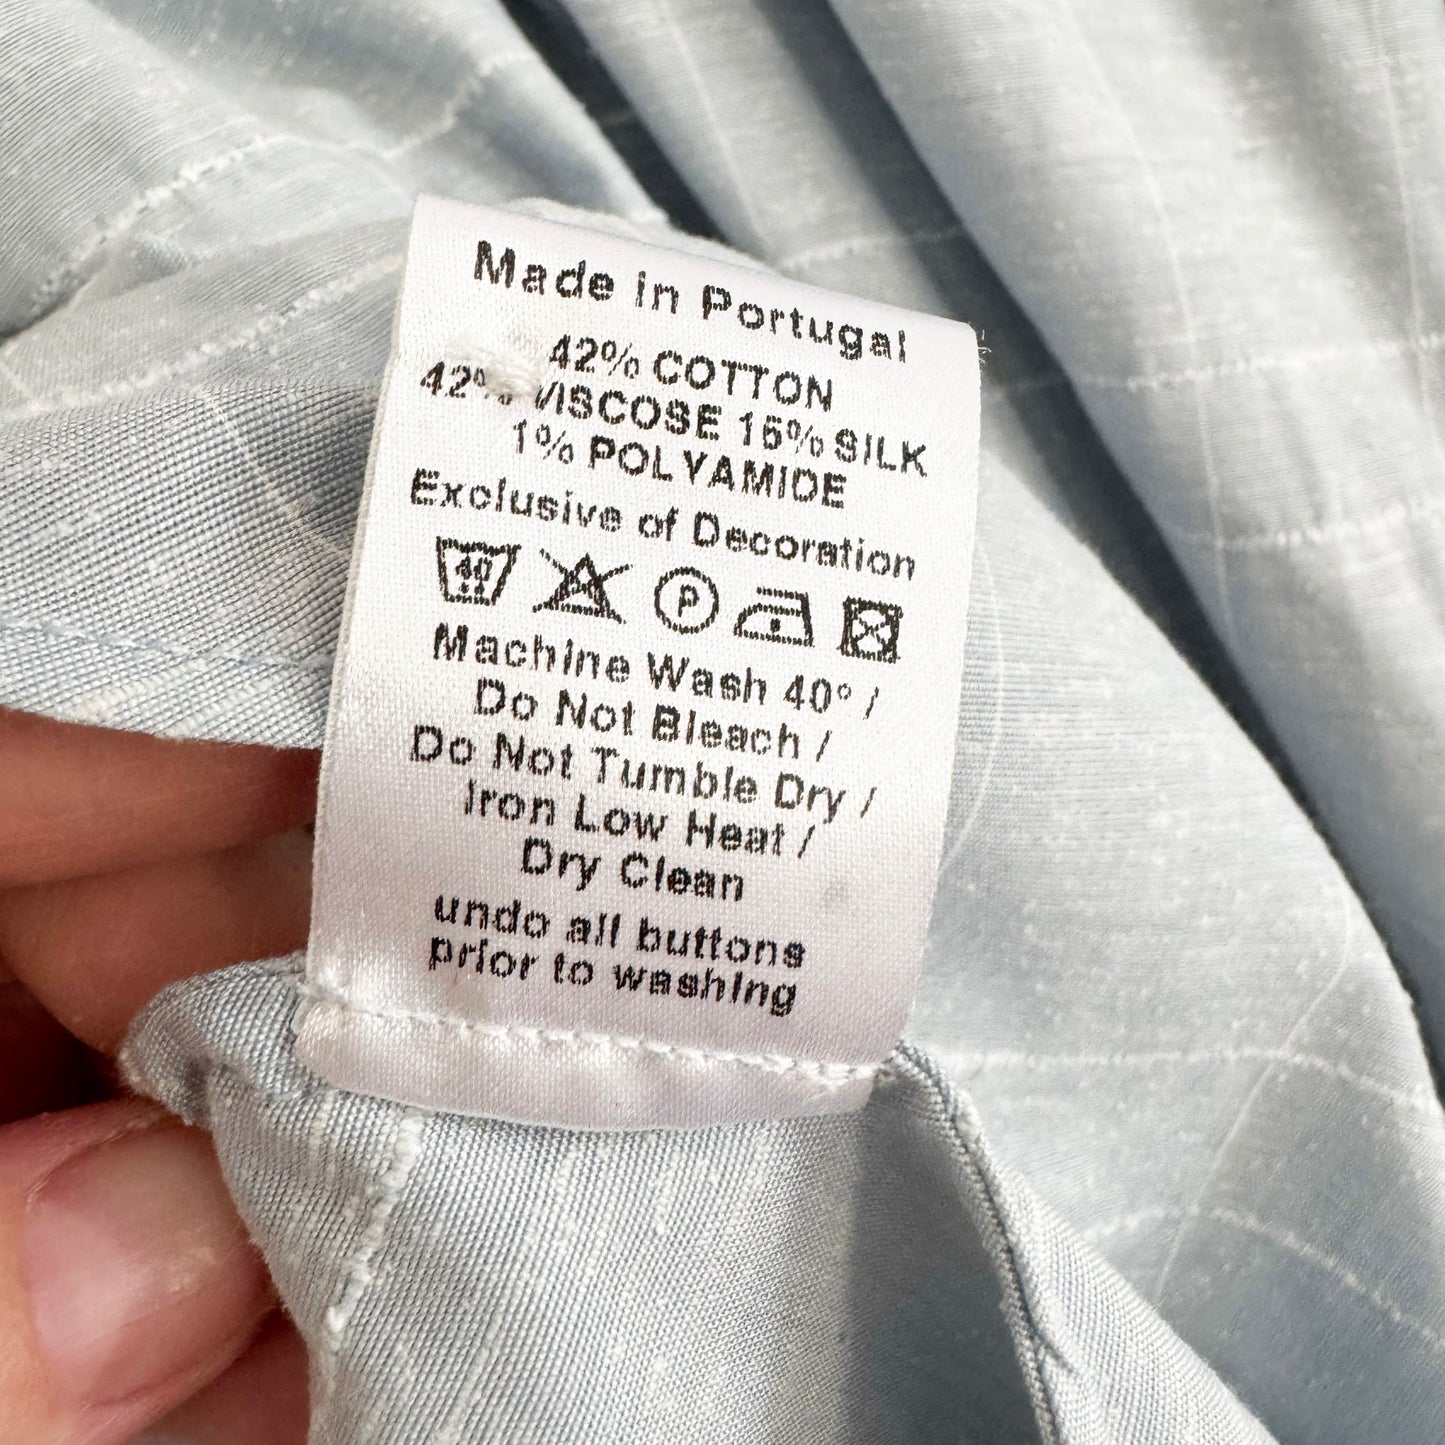 Made in Portugal
42% COTTON
42% VISCOSE 15% SILK
1% POLYAMIDE
Exclusive of Decoration
40
P
Machine Wash 40° /
Do Not Bleach /
Do Not Tumble Dry /
Iron Low Heat /
Dry Clean
undo all buttons
prior to washing